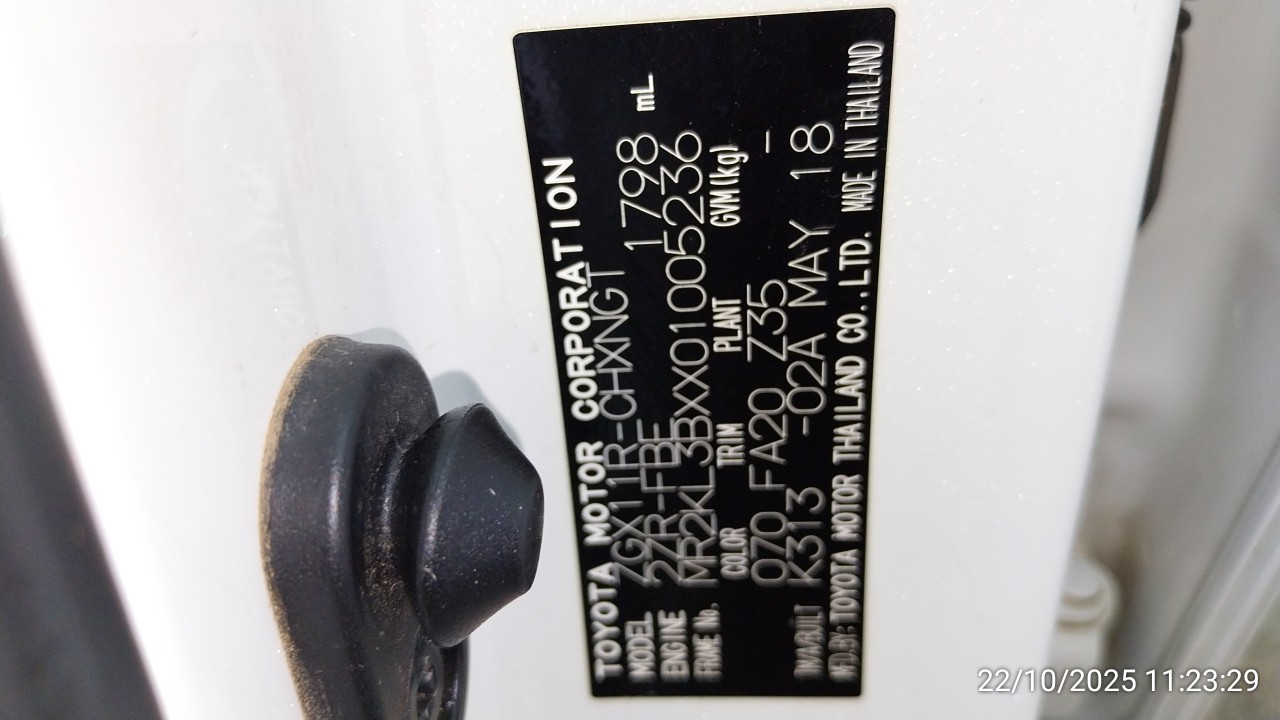 TOYOTA MOTOR CORPORATION
MODEL ZGX11R-CHXNGT
ENGINE 2ZR-FBE 1798 mL
FRAME No. MR2KL3BXX01005236
COLOR TRIM PLANT GVM(kg)
070 FA20 Z35 -
T/M/A/BUILT K313 -02A MAY 18
MFD.BY: TOYOTA MOTOR THAILAND CO.,LTD. MADE IN THAILAND
22/10/2025 11:23:29